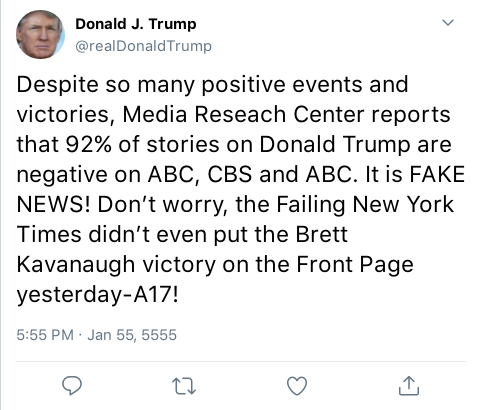 Donald J. Trump
@realDonaldTrump
Despite so many positive events and
victories, Media Reseach Center reports
that 92% of stories on Donald Trump are
negative on ABC, CBS and ABC. It is FAKE
NEWS! Don’t worry, the Failing New York
Times didn’t even put the Brett
Kavanaugh victory on the Front Page
yesterday-A17!
5:55 PM · Jan 55, 5555